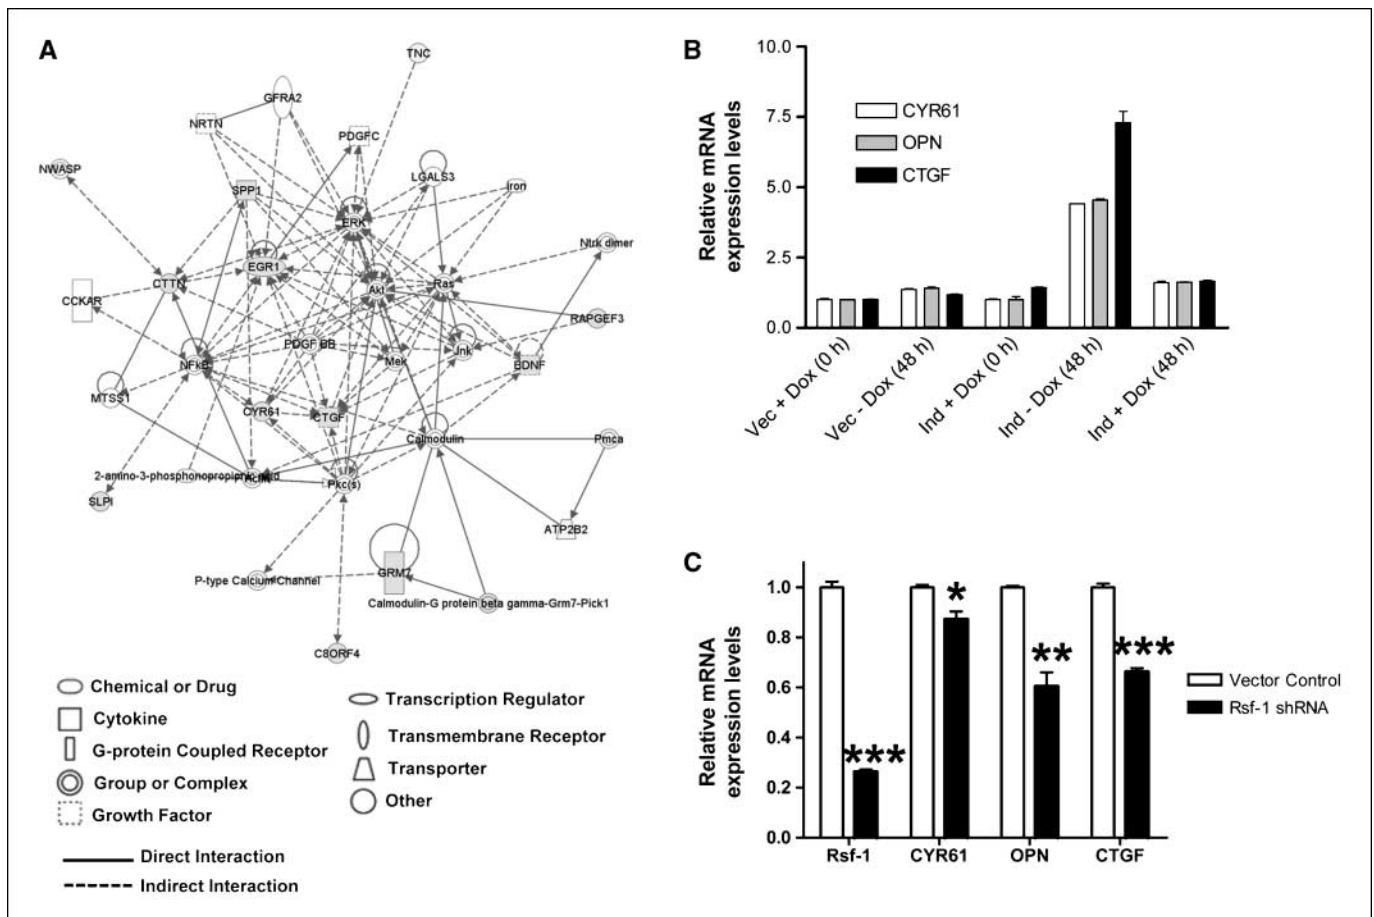 A
TNC
GFRA2
NRTN
PDGFC
NWASP
LGALS3
SPP1
Iron
ERK
Ntrk dimer
EGR1
CTTN
Akt
Ras
CCKAR
RAPGEF3
PDGF BB
Jnk
NFkB
Mek
BDNF
MTSS1
CYR61
CTGF
Calmodulin
Pmca
2-amino-3-phosphonopropionic
Pkc(s)
SLPI
ATP2B2
P-type Calcium Channel
GRM7
Calmodulin-G protein beta gamma-Grm7-Pick1
C8ORF4
Chemical or Drug
Cytokine
G-protein Coupled Receptor
Group or Complex
Growth Factor
Transcription Regulator
Transmembrane Receptor
Transporter
Other
Direct Interaction
Indirect Interaction
B
Relative mRNA
expression levels
10.0
7.5
5.0
2.5
0.0
CYR61
OPN
CTGF
Vec + Dox (0 h)
Vec - Dox (48 h)
Ind + Dox (0 h)
Ind - Dox (48 h)
Ind + Dox (48 h)
C
Relative mRNA
expression levels
1.0
0.8
0.6
0.4
0.2
0.0
***
*
**
***
Rsf-1
CYR61
OPN
CTGF
Vector Control
Rsf-1 shRNA